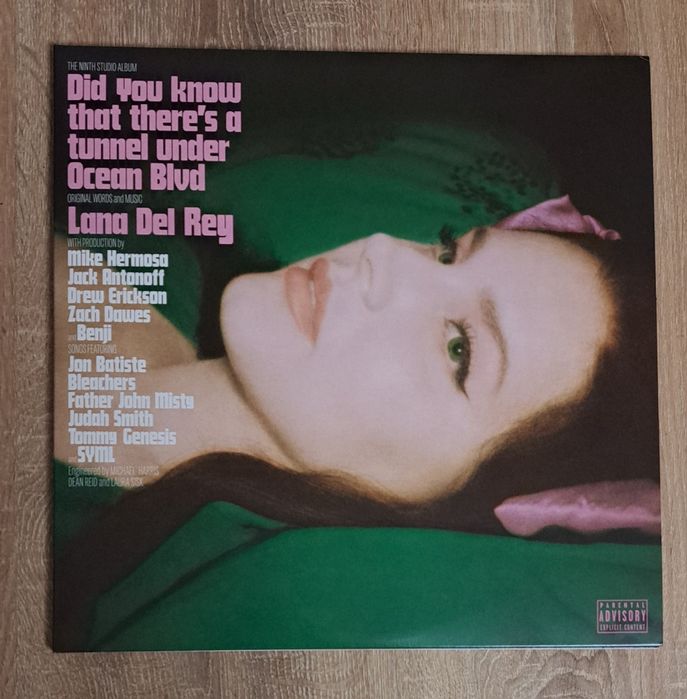 THE NINTH STUDIO ALBUM
Did You know
that there's a
tunnel under
Ocean Blvd
ORIGINAL WORDS and MUSIC
Lana Del Rey
WITH PRODUCTION by
Mike Hermosa
Jack Antonoff
Drew Erickson
Zach Dawes
and Benji
SONGS FEATURING
Jon Batiste
Bleachers
Father John Misty
Judah Smith
Tommy Genesis
and SYML
Engineered by MICHAEL HARRIS
DEAN REID and LAURA SISK
PARENTAL
ADVISORY
EXPLICIT CONTENT